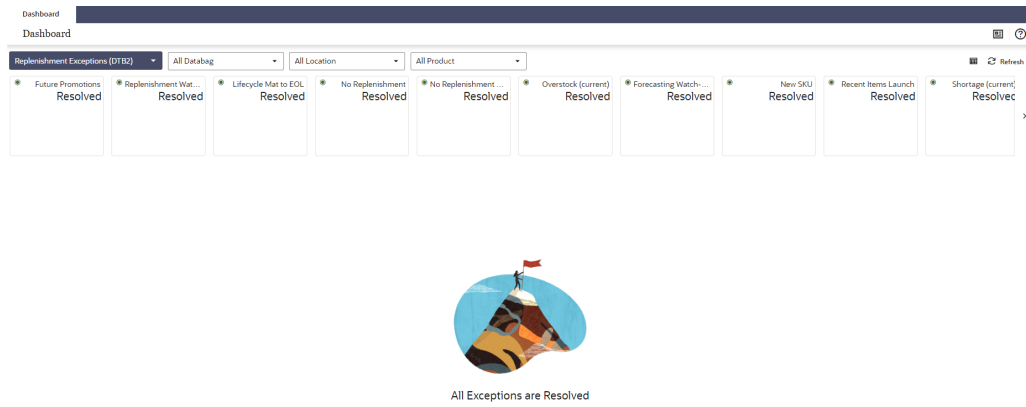 Dashboard
Dashboard
Replenishment Exceptions (DTB2)
All Databag
All Location
All Product
Refresh
Future Promotions
Resolved
Replenishment Wat...
Resolved
Lifecycle Mat to EOL
Resolved
No Replenishment
Resolved
No Replenishment ...
Resolved
Overstock (current)
Resolved
Forecasting Watch-...
Resolved
New SKU
Resolved
Recent Items Launch
Resolved
Shortage (current)
Resolved
All Exceptions are Resolved